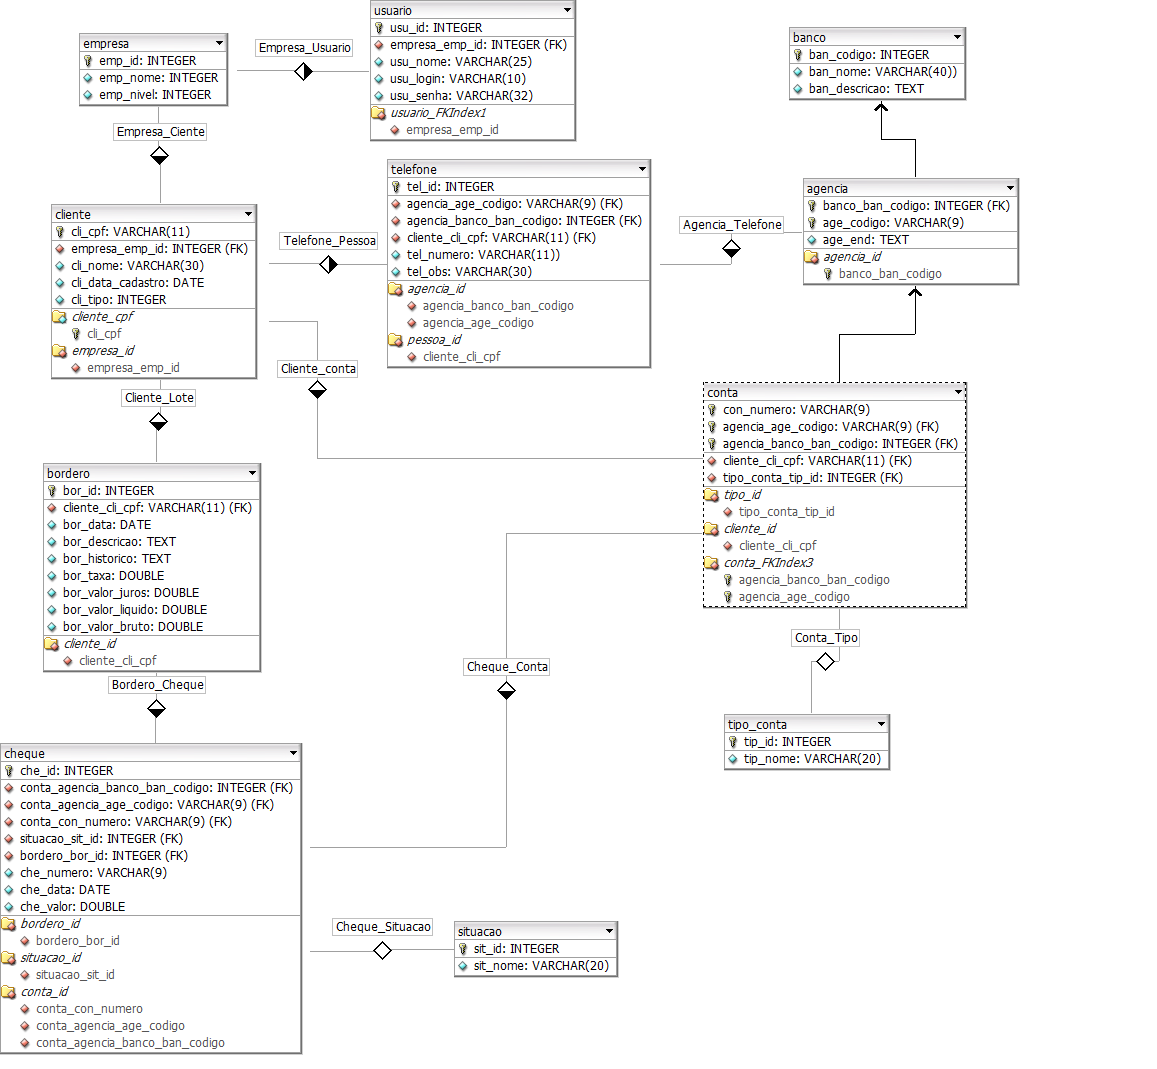 empresa
emp_id: INTEGER
emp_nome: INTEGER
emp_nivel: INTEGER
Empresa_Usuario
usuario
usu_id: INTEGER
empresa_emp_id: INTEGER (FK)
usu_nome: VARCHAR(25)
usu_login: VARCHAR(10)
usu_senha: VARCHAR(32)
usuario_FKIndex1
empresa_emp_id
banco
ban_codigo: INTEGER
ban_nome: VARCHAR(40))
ban_descricao: TEXT
Empresa_Ciente
cliente
cli_cpf: VARCHAR(11)
empresa_emp_id: INTEGER (FK)
cli_nome: VARCHAR(30)
cli_data_cadastro: DATE
cli_tipo: INTEGER
cliente_cpf
cli_cpf
empresa_id
empresa_emp_id
Telefone_Pessoa
telefone
tel_id: INTEGER
agencia_age_codigo: VARCHAR(9) (FK)
agencia_banco_ban_codigo: INTEGER (FK)
cliente_cli_cpf: VARCHAR(11) (FK)
tel_numero: VARCHAR(11))
tel_obs: VARCHAR(30)
agencia_id
agencia_banco_ban_codigo
agencia_age_codigo
pessoa_id
cliente_cli_cpf
Agencia_Telefone
agencia
banco_ban_codigo: INTEGER (FK)
age_codigo: VARCHAR(9)
age_end: TEXT
agencia_id
banco_ban_codigo
Cliente_conta
Cliente_Lote
conta
con_numero: VARCHAR(9)
agencia_age_codigo: VARCHAR(9) (FK)
agencia_banco_ban_codigo: INTEGER (FK)
cliente_cli_cpf: VARCHAR(11) (FK)
tipo_conta_tip_id: INTEGER (FK)
tipo_id
tipo_conta_tip_id
cliente_id
cliente_cli_cpf
conta_FKIndex3
agencia_banco_ban_codigo
agencia_age_codigo
bordero
bor_id: INTEGER
cliente_cli_cpf: VARCHAR(11) (FK)
bor_data: DATE
bor_descricao: TEXT
bor_historico: TEXT
bor_taxa: DOUBLE
bor_valor_juros: DOUBLE
bor_valor_liquido: DOUBLE
bor_valor_bruto: DOUBLE
cliente_id
cliente_cli_cpf
Conta_Tipo
Cheque_Conta
Bordero_Cheque
tipo_conta
tip_id: INTEGER
tip_nome: VARCHAR(20)
cheque
che_id: INTEGER
conta_agencia_banco_ban_codigo: INTEGER (FK)
conta_agencia_age_codigo: VARCHAR(9) (FK)
conta_con_numero: VARCHAR(9) (FK)
situacao_sit_id: INTEGER (FK)
bordero_bor_id: INTEGER (FK)
che_numero: VARCHAR(9)
che_data: DATE
che_valor: DOUBLE
bordero_id
bordero_bor_id
situacao_id
situacao_sit_id
conta_id
conta_con_numero
conta_agencia_age_codigo
conta_agencia_banco_ban_codigo
Cheque_Situacao
situacao
sit_id: INTEGER
sit_nome: VARCHAR(20)